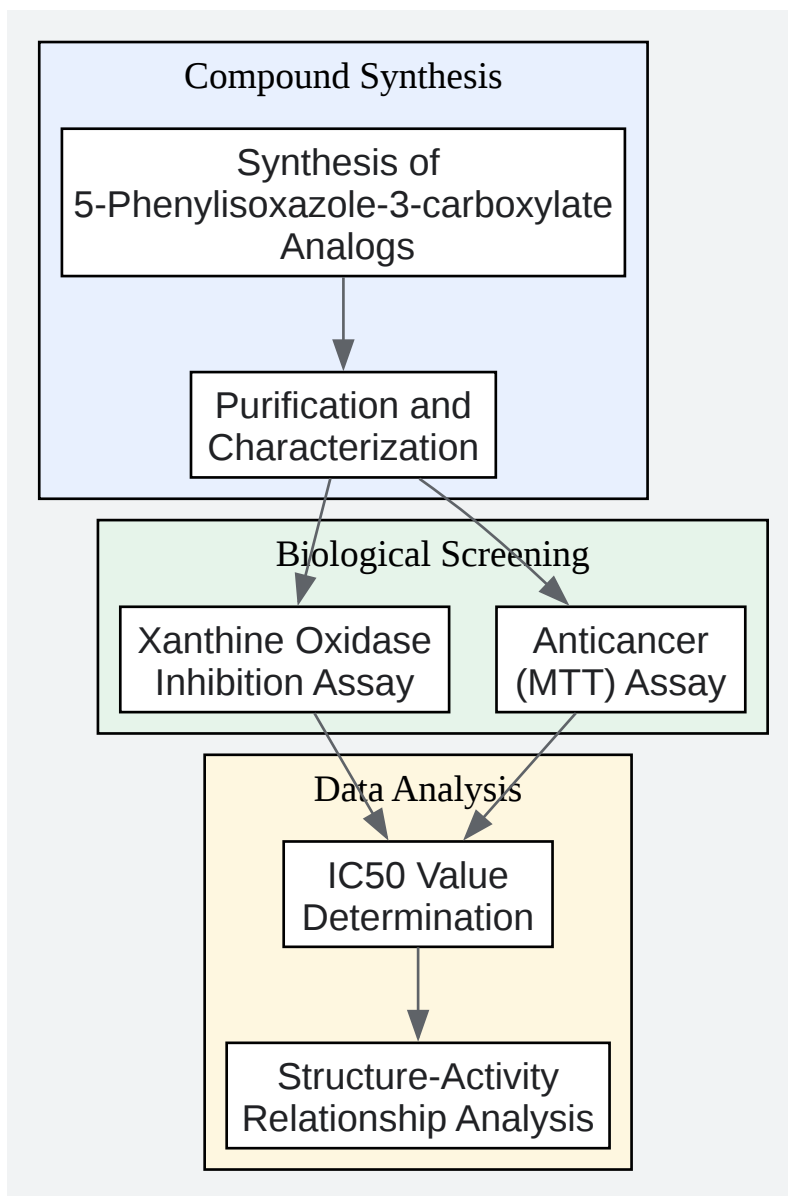 Compound Synthesis
Synthesis of
5-Phenylisoxazole-3-carboxylate
Analogs
Purification and
Characterization
Biological Screening
Xanthine Oxidase
Inhibition Assay
Anticancer
(MTT) Assay
Data Analysis
IC50 Value
Determination
Structure-Activity
Relationship Analysis